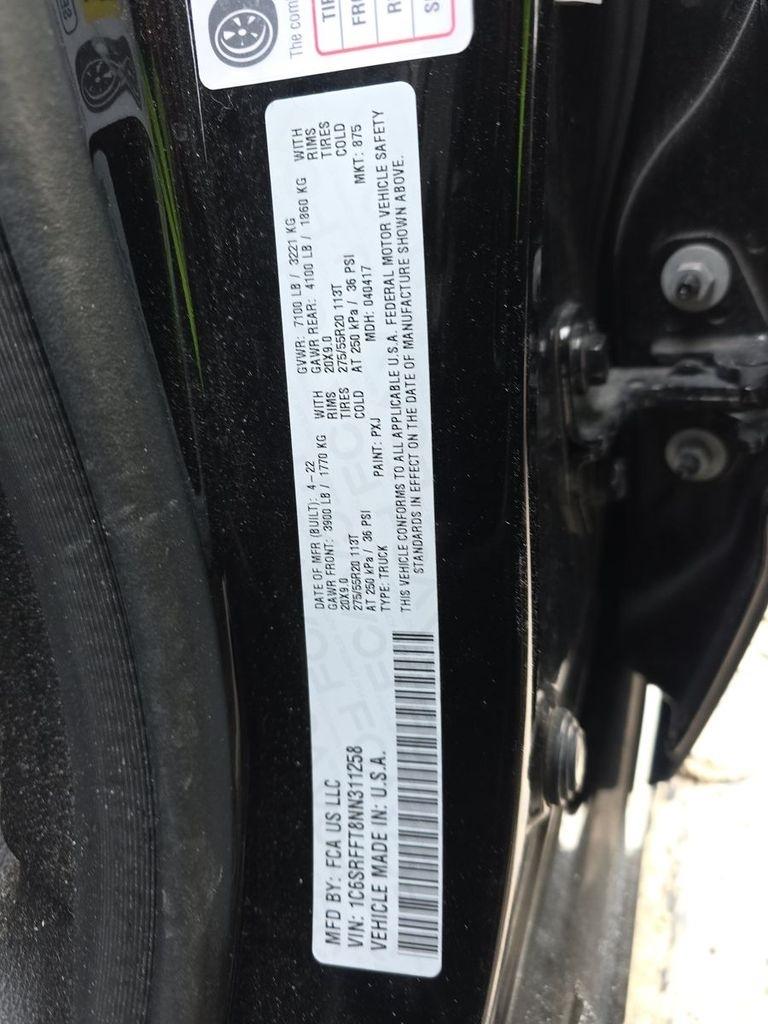 The com
TIR
FR
R
S
MFD BY: FCA US LLC
VIN: 1C6SRFFT8NN311258
VEHICLE MADE IN: U.S.A.
DATE OF MFR (BUILT): 4-22 GVWR: 7100 LB / 3221 KG
GAWR FRONT: 3900 LB / 1770 KG WITH GAWR REAR: 4100 LB / 1860 KG WITH
20X9.0 RIMS 20X9.0 RIMS
275/55R20 113T TIRES 275/55R20 113T TIRES
AT 250 kPa / 36 PSI COLD AT 250 kPa / 36 PSI COLD
TYPE: TRUCK PAINT: PXJ MDH: 040417 MKT: 875
THIS VEHICLE CONFORMS TO ALL APPLICABLE U.S.A. FEDERAL MOTOR VEHICLE SAFETY
STANDARDS IN EFFECT ON THE DATE OF MANUFACTURE SHOWN ABOVE.